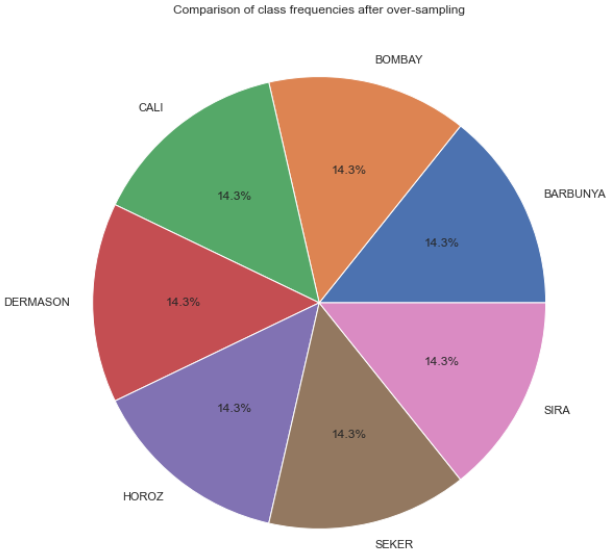 Comparison of class frequencies after over-sampling
BOMBAY
CALI
14.3%
14.3%
BARBUNYA
14.3%
DERMASON
14.3%
14.3%
14.3%
14.3%
SIRA
HOROZ
SEKER